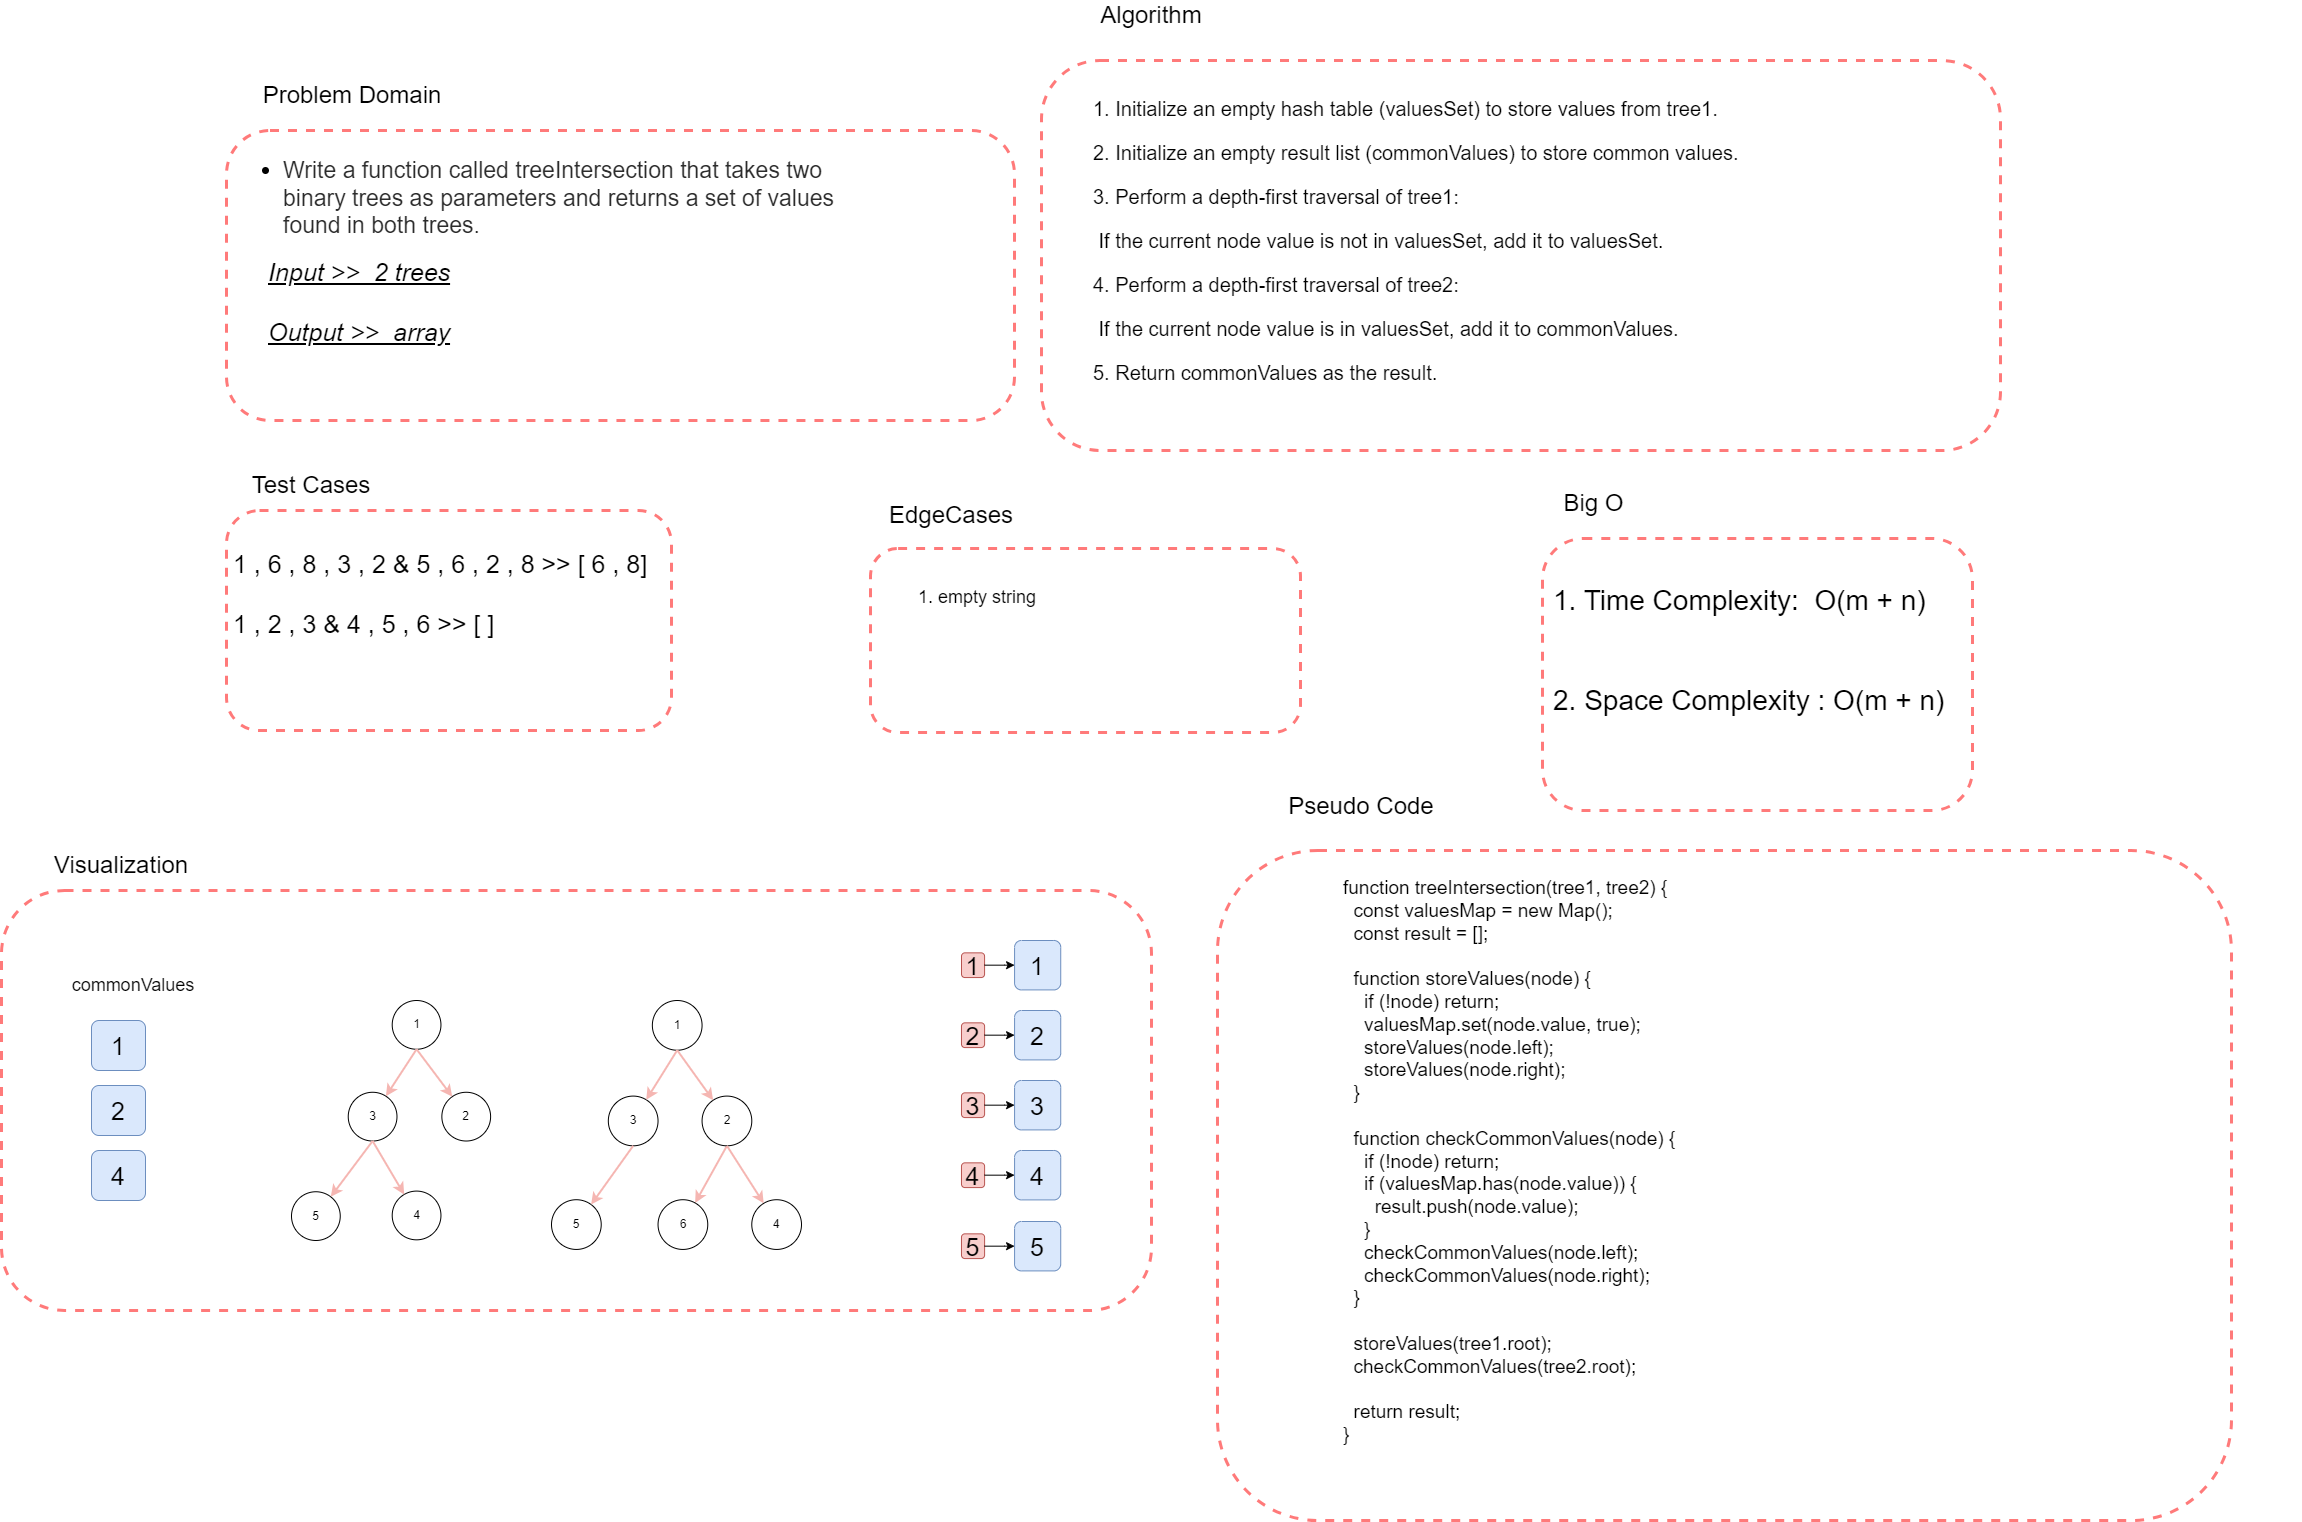 Algorithm
1. Initialize an empty hash table (valuesSet) to store values from tree1.
2. Initialize an empty result list (commonValues) to store common values.
3. Perform a depth-first traversal of tree1:
If the current node value is not in valuesSet, add it to valuesSet.
4. Perform a depth-first traversal of tree2:
If the current node value is in valuesSet, add it to commonValues.
5. Return commonValues as the result.
Problem Domain
• Write a function called treeIntersection that takes two
binary trees as parameters and returns a set of values
found in both trees.
Input >>  2 trees
Output >>  array
Test Cases
1 , 6 , 8 , 3 , 2 & 5 , 6 , 2 , 8 >> [ 6 , 8]
1 , 2 , 3 & 4 , 5 , 6 >> [ ]
EdgeCases
1. empty string
Big O
1. Time Complexity:  O(m + n)
2. Space Complexity : O(m + n)
Visualization
commonValues
1
2
4
1
3
2
5
4
1
3
2
5
6
4
1 1
2 2
3 3
4 4
5 5
Pseudo Code
function treeIntersection(tree1, tree2) {
  const valuesMap = new Map();
  const result = [];
  function storeValues(node) {
    if (!node) return;
    valuesMap.set(node.value, true);
    storeValues(node.left);
    storeValues(node.right);
  }
  function checkCommonValues(node) {
    if (!node) return;
    if (valuesMap.has(node.value)) {
      result.push(node.value);
    }
    checkCommonValues(node.left);
    checkCommonValues(node.right);
  }
  storeValues(tree1.root);
  checkCommonValues(tree2.root);
  return result;
}